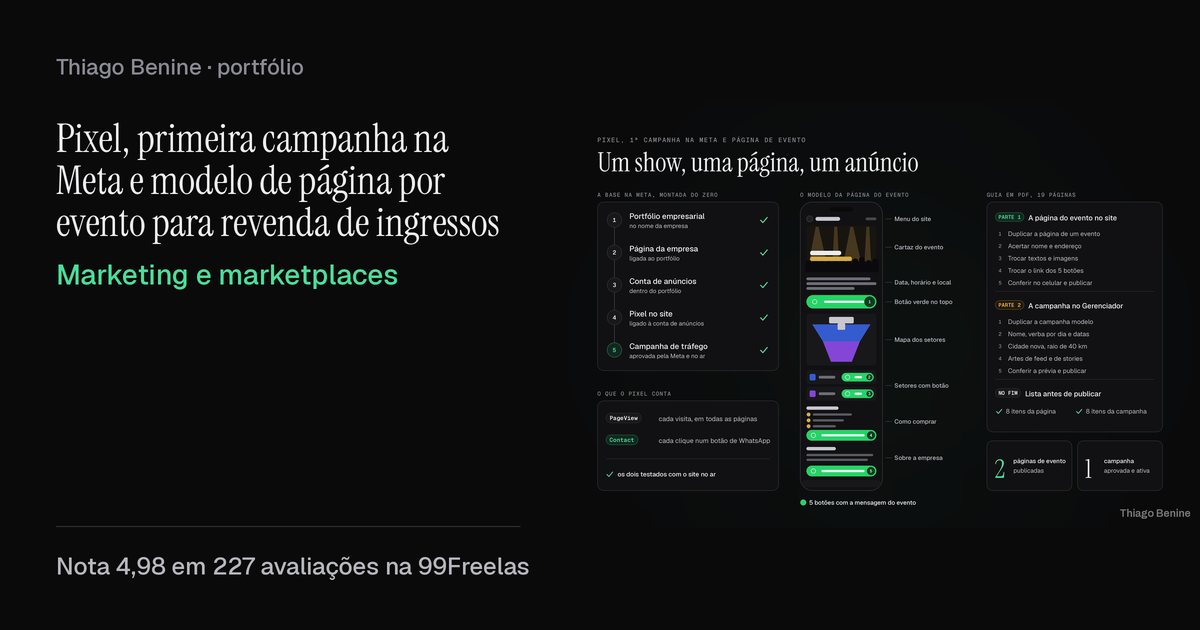 Thiago Benine · portfólio
Pixel, primeira campanha na
Meta e modelo de página por
evento para revenda de ingressos
Marketing e marketplaces
Nota 4,98 em 227 avaliações na 99Freelas
PIXEL, 1ª CAMPANHA NA META E PÁGINA DE EVENTO
Um show, uma página, um anúncio
A BASE NA META, MONTADA DO ZERO
1 Portfólio empresarial
no nome da empresa
2 Página da empresa
ligada ao portfólio
3 Conta de anúncios
dentro do portfólio
4 Pixel no site
ligado à conta de anúncios
5 Campanha de tráfego
aprovada pela Meta e no ar
O QUE O PIXEL CONTA
PageView cada visita, em todas as páginas
Contact cada clique num botão de WhatsApp
os dois testados com o site no ar
O MODELO DA PÁGINA DO EVENTO
Menu do site
Cartaz do evento
Data, horário e local
1
Botão verde no topo
Mapa dos setores
2
3
Setores com botão
Como comprar
4
Sobre a empresa
5
5 botões com a mensagem do evento
GUIA EM PDF, 19 PÁGINAS
PARTE 1 A página do evento no site
1 Duplicar a página de um evento
2 Acertar nome e endereço
3 Trocar textos e imagens
4 Trocar o link dos 5 botões
5 Conferir no celular e publicar
PARTE 2 A campanha no Gerenciador
1 Duplicar a campanha modelo
2 Nome, verba por dia e datas
3 Cidade nova, raio de 40 km
4 Artes de feed e de stories
5 Conferir a prévia e publicar
NO FIM Lista antes de publicar
8 itens da página
8 itens da campanha
2 páginas de evento
publicadas
1 campanha
aprovada e ativa
Thiago Benine